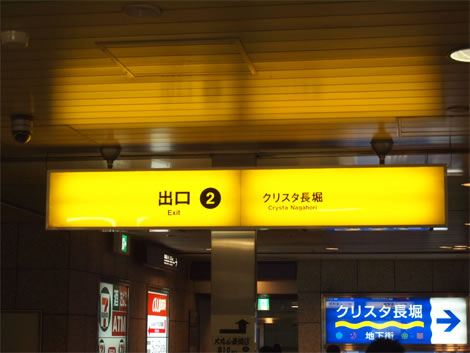 出口 2
Exit
クリスタ長堀
Crysta Nagahori
クリスタ長堀
地下街
7
ATM